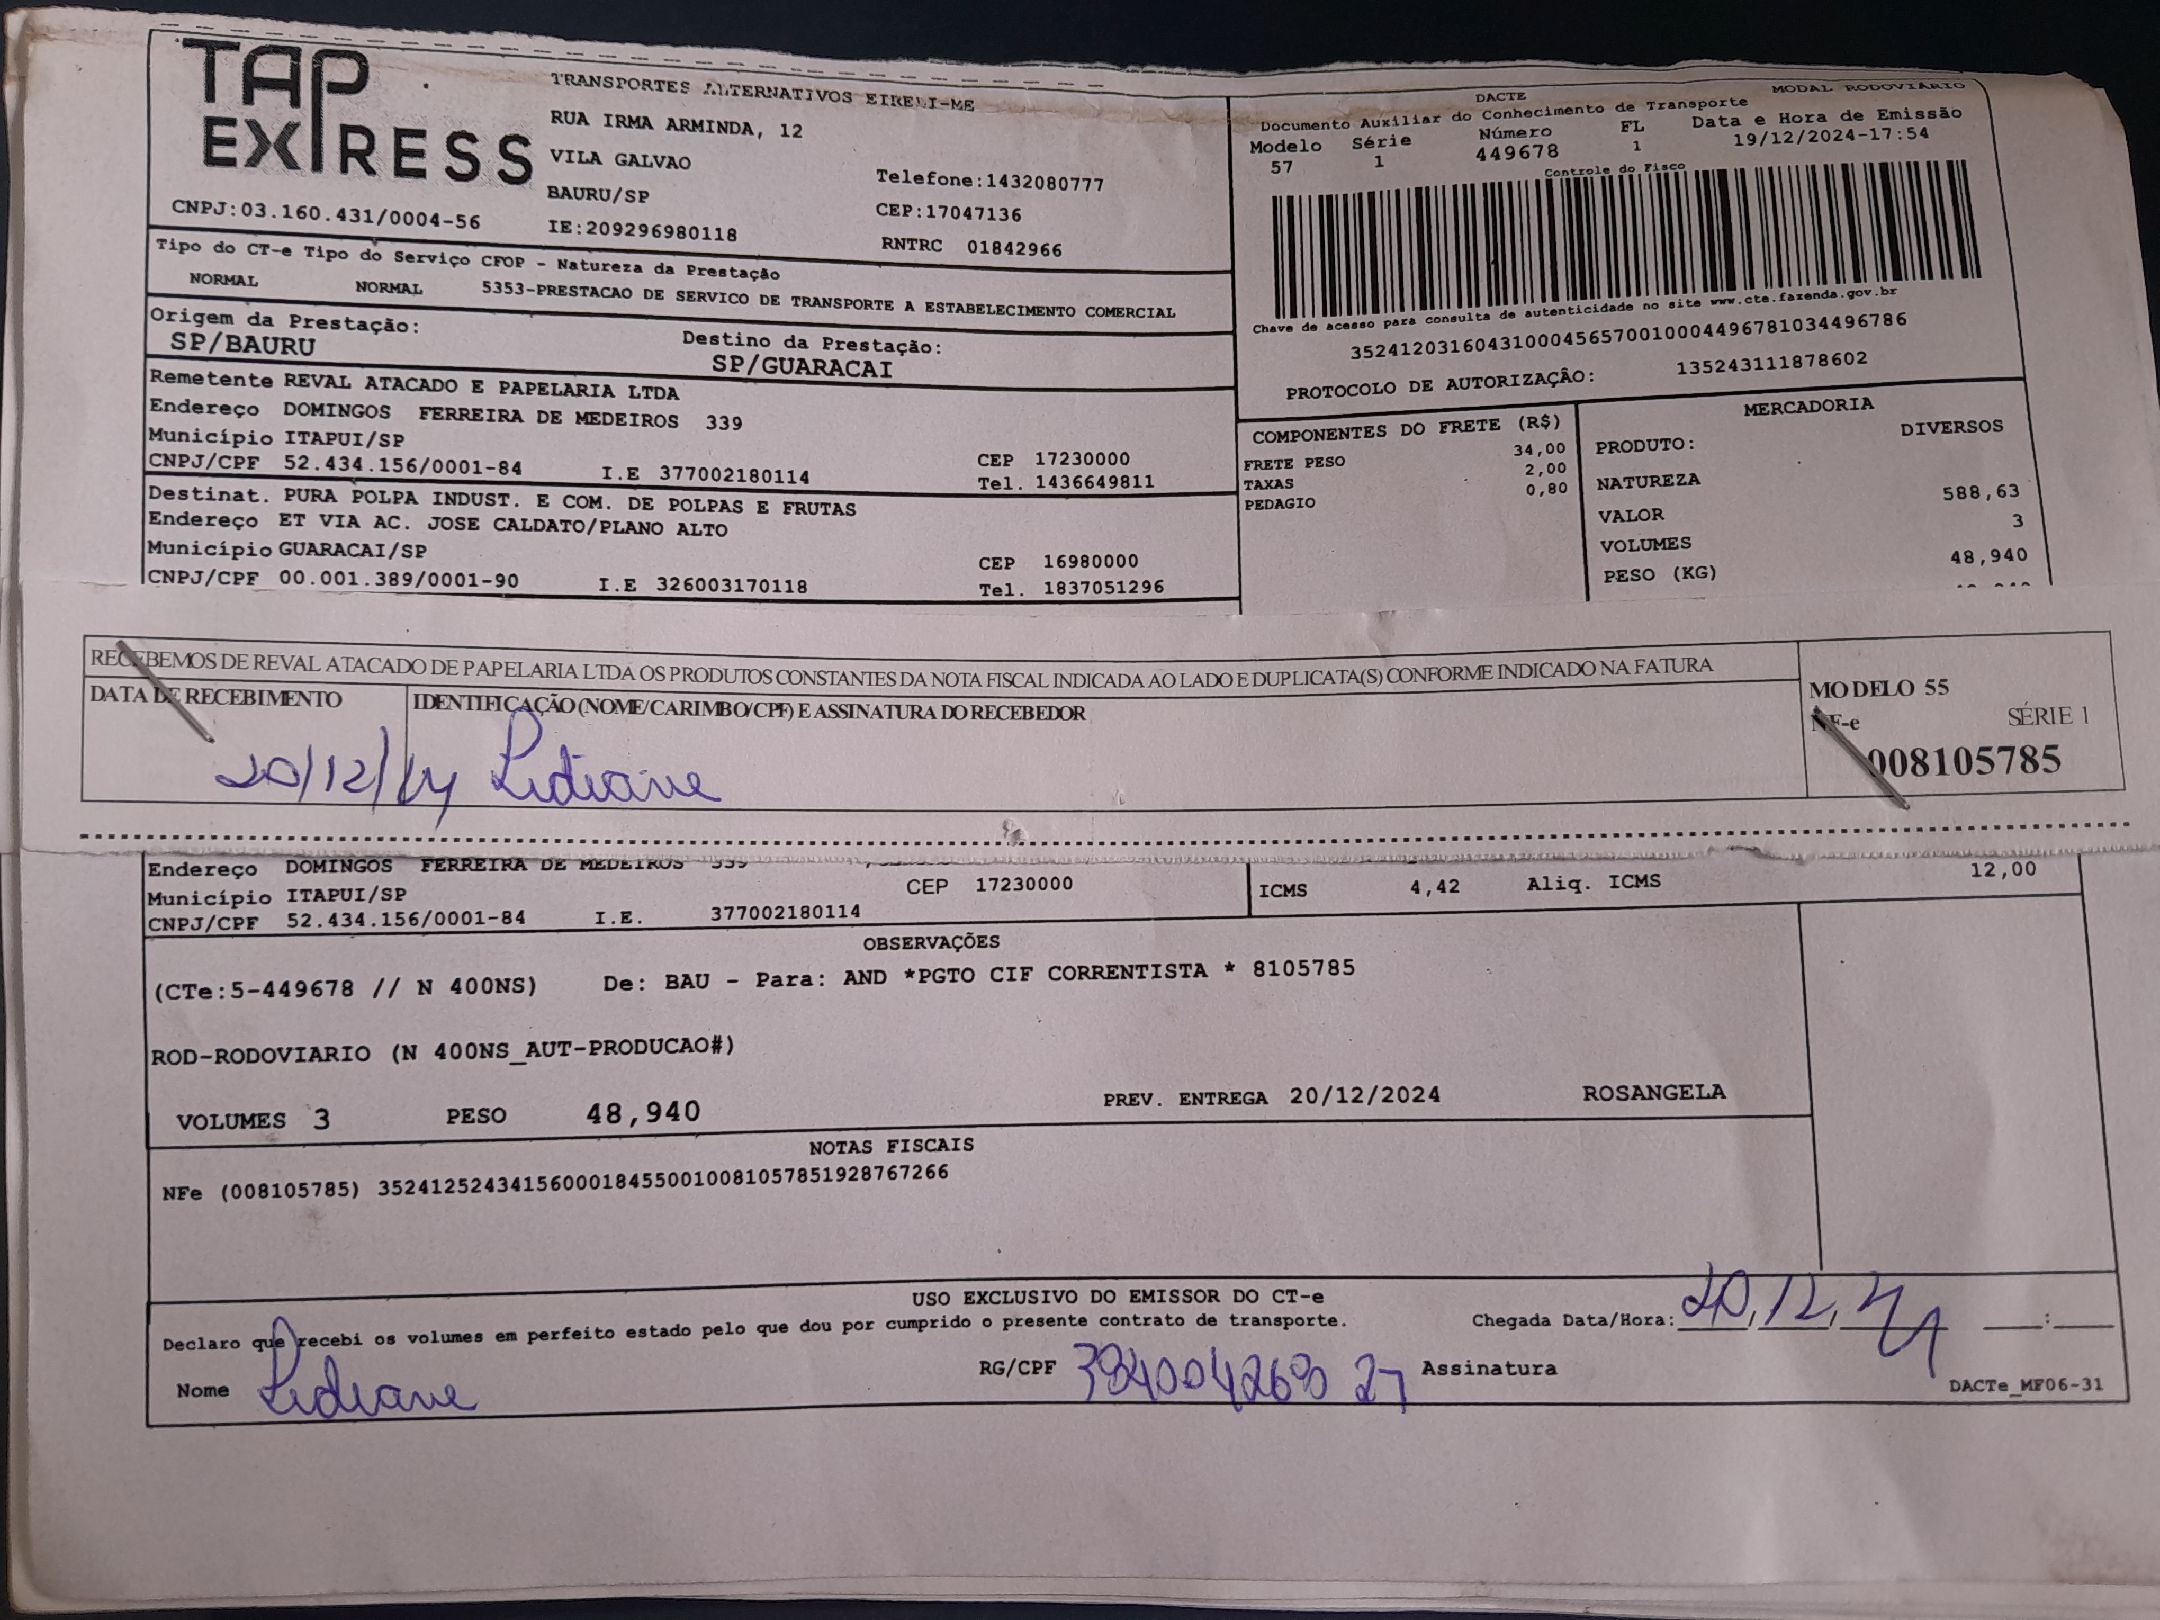 TAP
EXPRESS
TRANSPORTES ALTERNATIVOS EIRELI-ME
RUA IRMA ARMINDA, 12
VILA GALVAO
BAURU/SP
Telefone:1432080777
CEP:17047136
CNPJ:03.160.431/0004-56
IE:209296980118
RNTRC 01842966
MODAL RODOVIÁRIO
DACTE
Documento Auxiliar do Conhecimento de Transporte
Modelo Série Número FL Data e Hora de Emissão
57 1 449678 1 19/12/2024-17:54
Controle do Fisco
Chave de acesso para consulta de autenticidade no site www.cte.fazenda.gov.br
35241203160431000456570010004496781034496786
PROTOCOLO DE AUTORIZAÇÃO: 135243111878602
Tipo do CT-e Tipo do Serviço CFOP - Natureza da Prestação
NORMAL NORMAL 5353-PRESTACAO DE SERVICO DE TRANSPORTE A ESTABELECIMENTO COMERCIAL
Origem da Prestação: Destino da Prestação:
SP/BAURU SP/GUARACAI
Remetente REVAL ATACADO E PAPELARIA LTDA
Endereço DOMINGOS FERREIRA DE MEDEIROS 339
Município ITAPUI/SP CEP 17230000
CNPJ/CPF 52.434.156/0001-84 I.E 377002180114 Tel. 1436649811
Destinat. PURA POLPA INDUST. E COM. DE POLPAS E FRUTAS
Endereço ET VIA AC. JOSE CALDATO/PLANO ALTO
Município GUARACAI/SP CEP 16980000
CNPJ/CPF 00.001.389/0001-90 I.E 326003170118 Tel. 1837051296
COMPONENTES DO FRETE (R$)
FRETE PESO 34,00
TAXAS 2,00
PEDAGIO 0,80
MERCADORIA
PRODUTO: DIVERSOS
NATUREZA
VALOR 588,63
VOLUMES 3
PESO (KG) 48,940
RECEBEMOS DE REVAL ATACADO DE PAPELARIA LTDA OS PRODUTOS CONSTANTES DA NOTA FISCAL INDICADA AO LADO E DUPLICATA(S) CONFORME INDICADO NA FATURA
DATA DE RECEBIMENTO IDENTIFICAÇÃO (NOME/CARIMBO/CPF) E ASSINATURA DO RECEBEDOR
20/12/24 Lidiane
MODELO 55
NF-e SÉRIE 1
008105785
Endereço DOMINGOS FERREIRA DE MEDEIROS 339
Município ITAPUI/SP CEP 17230000
CNPJ/CPF 52.434.156/0001-84 I.E. 377002180114
ICMS 4,42 Aliq. ICMS 12,00
OBSERVAÇÕES
(CTe:5-449678 // N 400NS) De: BAU - Para: AND *PGTO CIF CORRENTISTA * 8105785
ROD-RODOVIARIO (N 400NS_AUT-PRODUCAO#)
VOLUMES 3 PESO 48,940 PREV. ENTREGA 20/12/2024 ROSANGELA
NOTAS FISCAIS
NFe (008105785) 35241252434156000184550010081057851928767266
USO EXCLUSIVO DO EMISSOR DO CT-e
Declaro que recebi os volumes em perfeito estado pelo que dou por cumprido o presente contrato de transporte.
Chegada Data/Hora: 20/12/24 :
Nome Lidiane RG/CPF Assinatura
DACTe_MF06-31